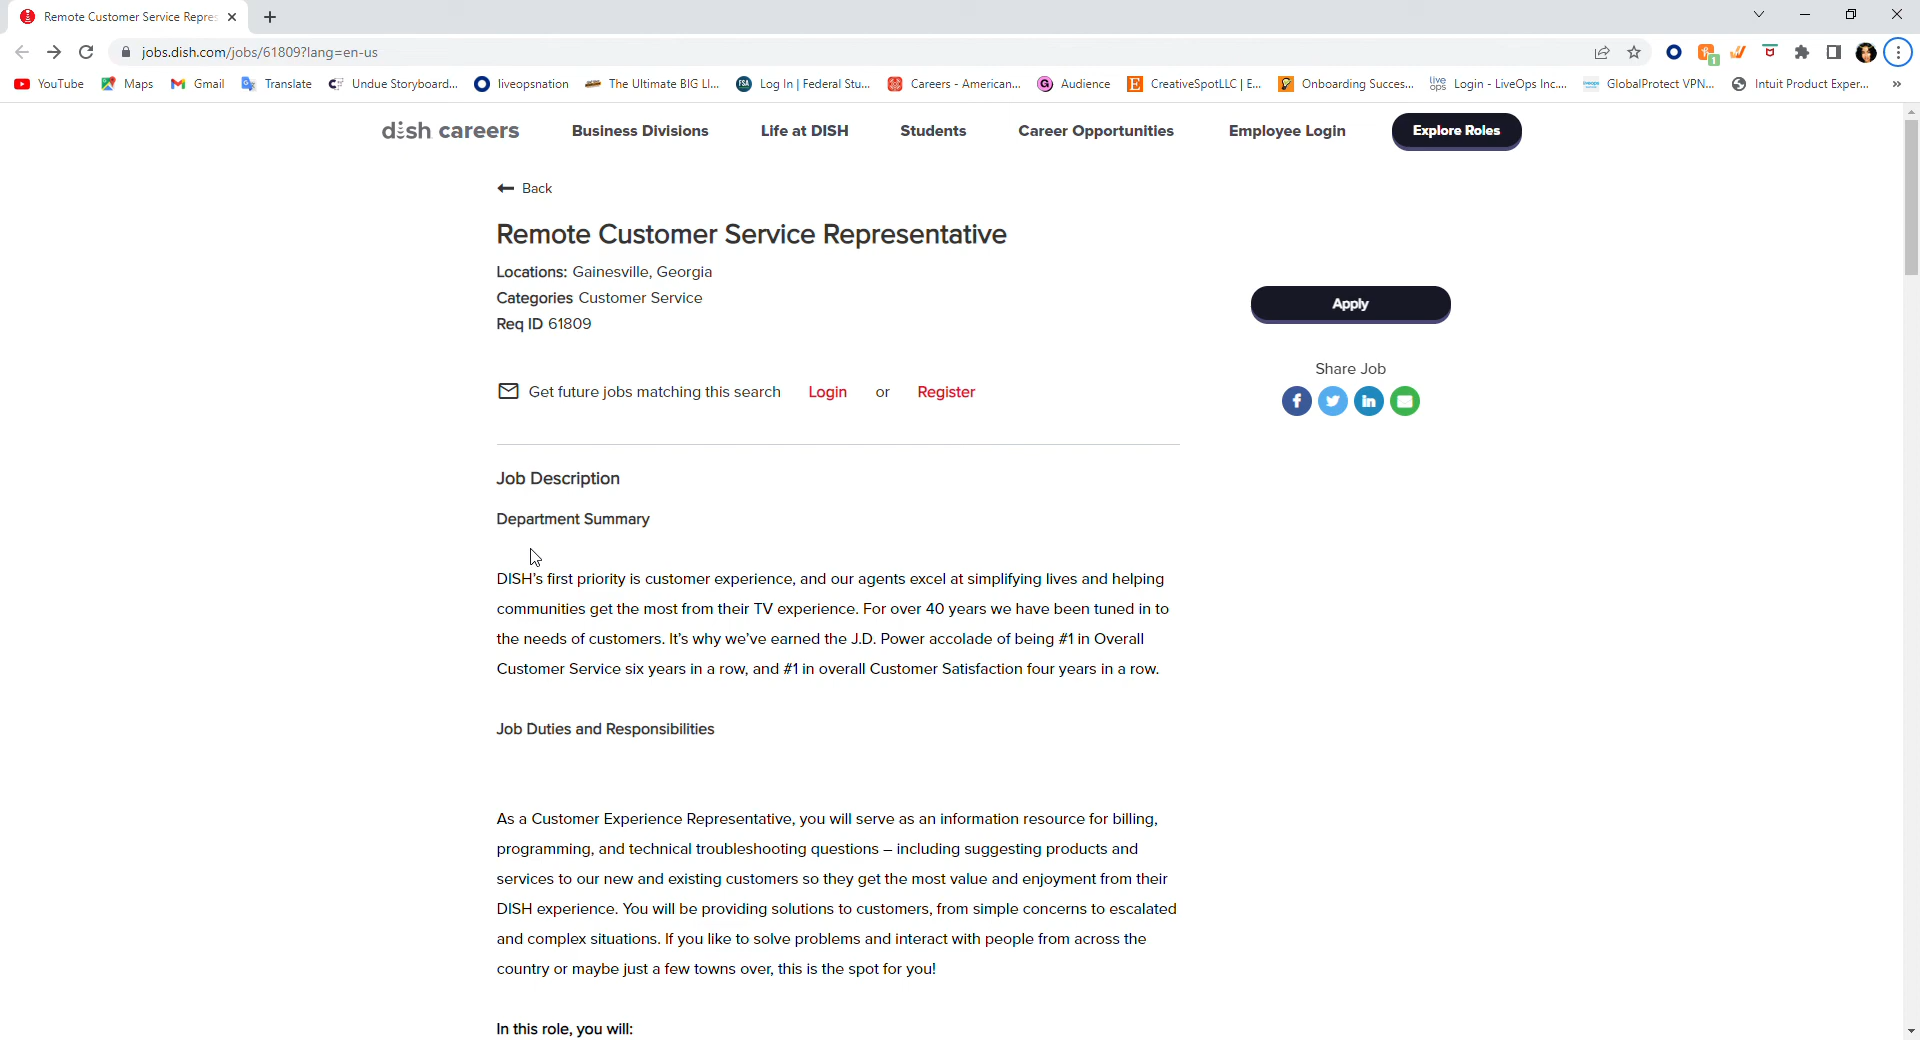 Remote Customer Service Repres
jobs.dish.com/jobs/61809?lang=en-us
1
YouTube
Maps
Gmail
Translate
Undue Storyboard...
liveopsnation
The Ultimate BIG LI...
FSA
Log In | Federal Stu...
Careers - American...
Audience
CreativeSpotLLC | E...
Onboarding Succes...
live ops
Login - LiveOps Inc....
GlobalProtect VPN...
Intuit Product Exper...
»
dish careers
Business Divisions
Life at DISH
Students
Career Opportunities
Employee Login
Explore Roles
Back
Remote Customer Service Representative
Locations: Gainesville, Georgia
Categories Customer Service
Req ID 61809
Apply
Share Job
Get future jobs matching this search Login or Register
Job Description
Department Summary
DISH's first priority is customer experience, and our agents excel at simplifying lives and helping
communities get the most from their TV experience. For over 40 years we have been tuned in to
the needs of customers. It's why we've earned the J.D. Power accolade of being #1 in Overall
Customer Service six years in a row, and #1 in overall Customer Satisfaction four years in a row.
Job Duties and Responsibilities
As a Customer Experience Representative, you will serve as an information resource for billing,
programming, and technical troubleshooting questions – including suggesting products and
services to our new and existing customers so they get the most value and enjoyment from their
DISH experience. You will be providing solutions to customers, from simple concerns to escalated
and complex situations. If you like to solve problems and interact with people from across the
country or maybe just a few towns over, this is the spot for you!
In this role, you will: